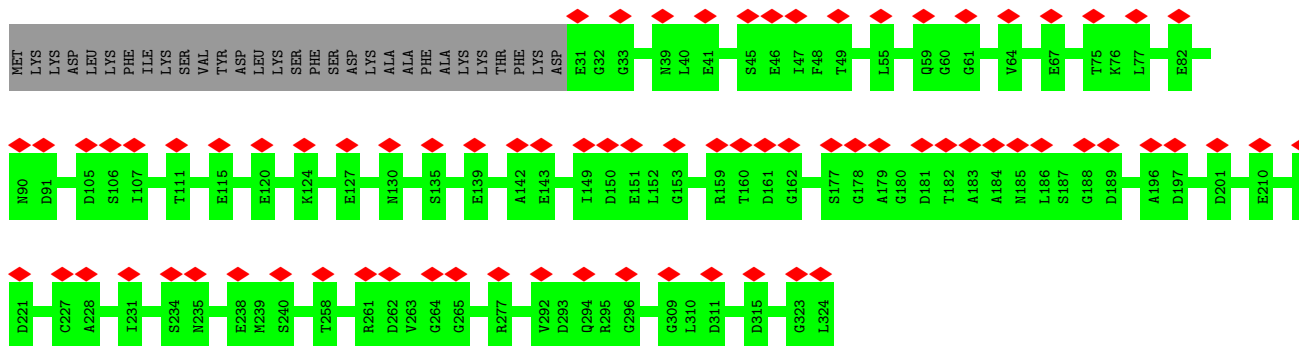 MET LYS LYS ASP LEU LYS PHE ILE LYS SER VAL TYR ASP LEU LYS SER PHE SER ASP LYS ALA ALA PHE ALA LYS LYS THR PHE LYS ASP E31 G32 G33 N39 L40 E41 S45 E46 I47 F48 T49 L55 Q59 G60 G61 V64 E67 T75 K76 L77 E82
N90 D91 D105 S106 I107 T111 E115 E120 K124 E127 N130 S135 E139 A142 E143 I149 D150 E151 L152 G153 R159 T160 D161 G162 S177 G178 A179 G180 D181 T182 A183 A184 N185 L186 S187 G188 D189 A196 D197 D201 E210
D221 C227 A228 I231 S234 N235 E238 M239 S240 T258 R261 D262 V263 G264 G265 R277 V292 D293 Q294 R295 G296 G309 L310 D311 D315 G323 L324